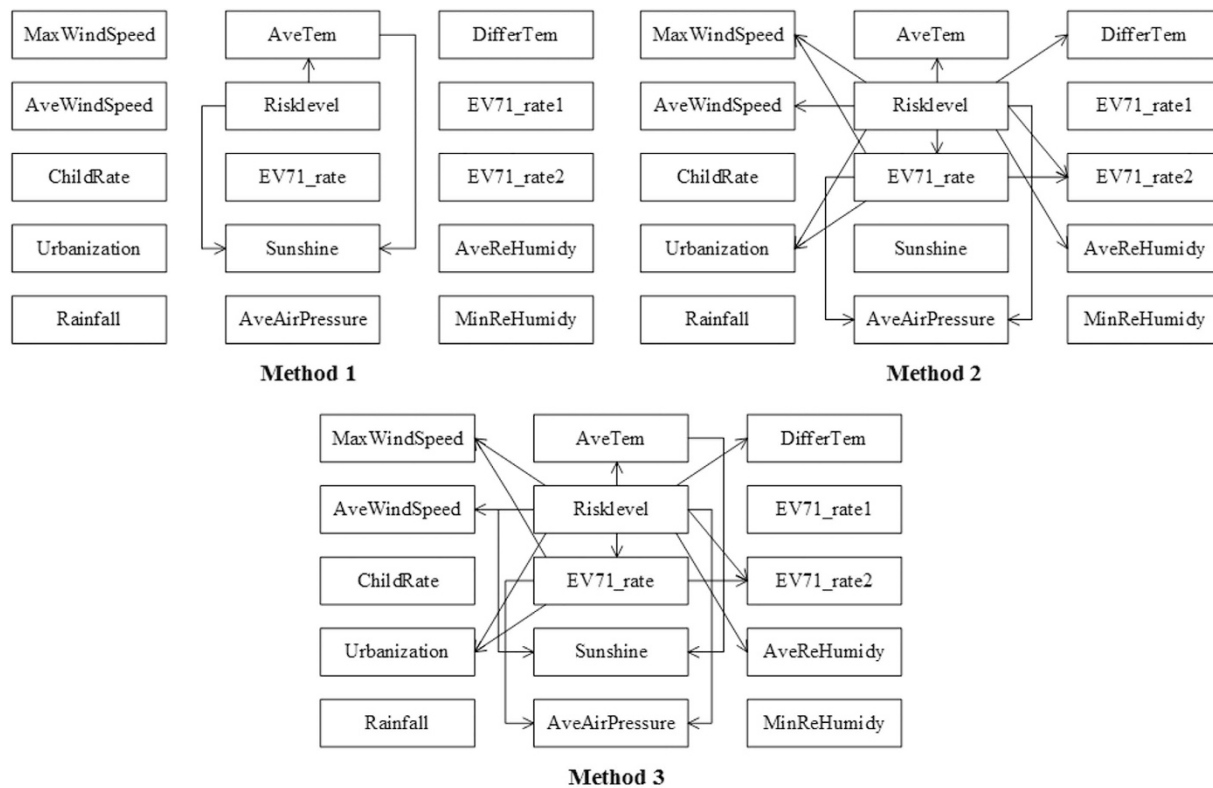 MaxWindSpeed AveTem DifferTem
AveWindSpeed Risklevel EV71_rate1
ChildRate EV71_rate EV71_rate2
Urbanization Sunshine AveReHumidy
Rainfall AveAirPressure MinReHumidy
Method 1
MaxWindSpeed AveTem DifferTem
AveWindSpeed Risklevel EV71_rate1
ChildRate EV71_rate EV71_rate2
Urbanization Sunshine AveReHumidy
Rainfall AveAirPressure MinReHumidy
Method 2
MaxWindSpeed AveTem DifferTem
AveWindSpeed Risklevel EV71_rate1
ChildRate EV71_rate EV71_rate2
Urbanization Sunshine AveReHumidy
Rainfall AveAirPressure MinReHumidy
Method 3